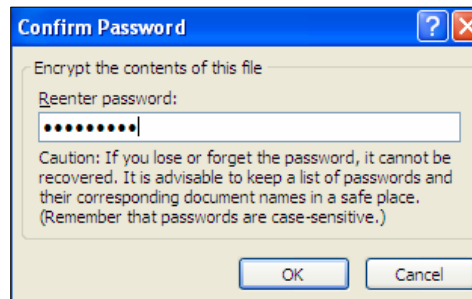 Confirm Password
Encrypt the contents of this file
Reenter password:
●●●●●●●●●
Caution: If you lose or forget the password, it cannot be
recovered. It is advisable to keep a list of passwords and
their corresponding document names in a safe place.
(Remember that passwords are case-sensitive.)
OK
Cancel